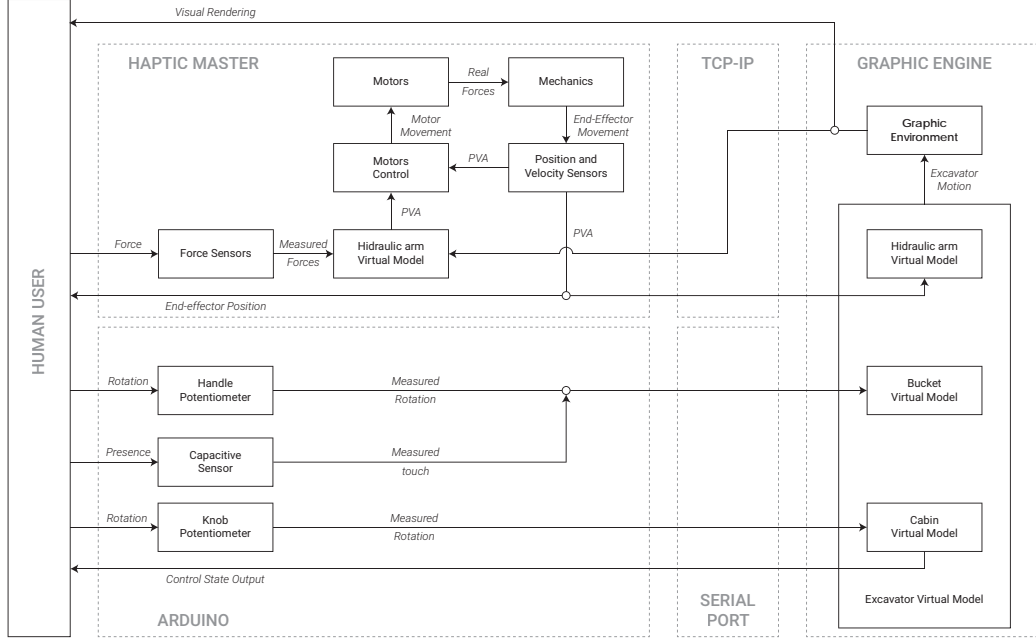 Visual Rendering
HAPTIC MASTER
TCP-IP
GRAPHIC ENGINE
Motors
Real
Forces
Mechanics
Motor
Movement
End-Effector
Movement
Graphic
Environment
Motors
Control
PVA
Position and
Velocity Sensors
Excavator
Motion
PVA
PVA
Force
Force Sensors
Measured
Forces
Hidraulic arm
Virtual Model
Hidraulic arm
Virtual Model
End-effector Position
HUMAN USER
Rotation
Handle
Potentiometer
Measured
Rotation
Bucket
Virtual Model
Presence
Capacitive
Sensor
Measured
touch
Rotation
Knob
Potentiometer
Measured
Rotation
Cabin
Virtual Model
Control State Output
Excavator Virtual Model
ARDUINO
SERIAL
PORT